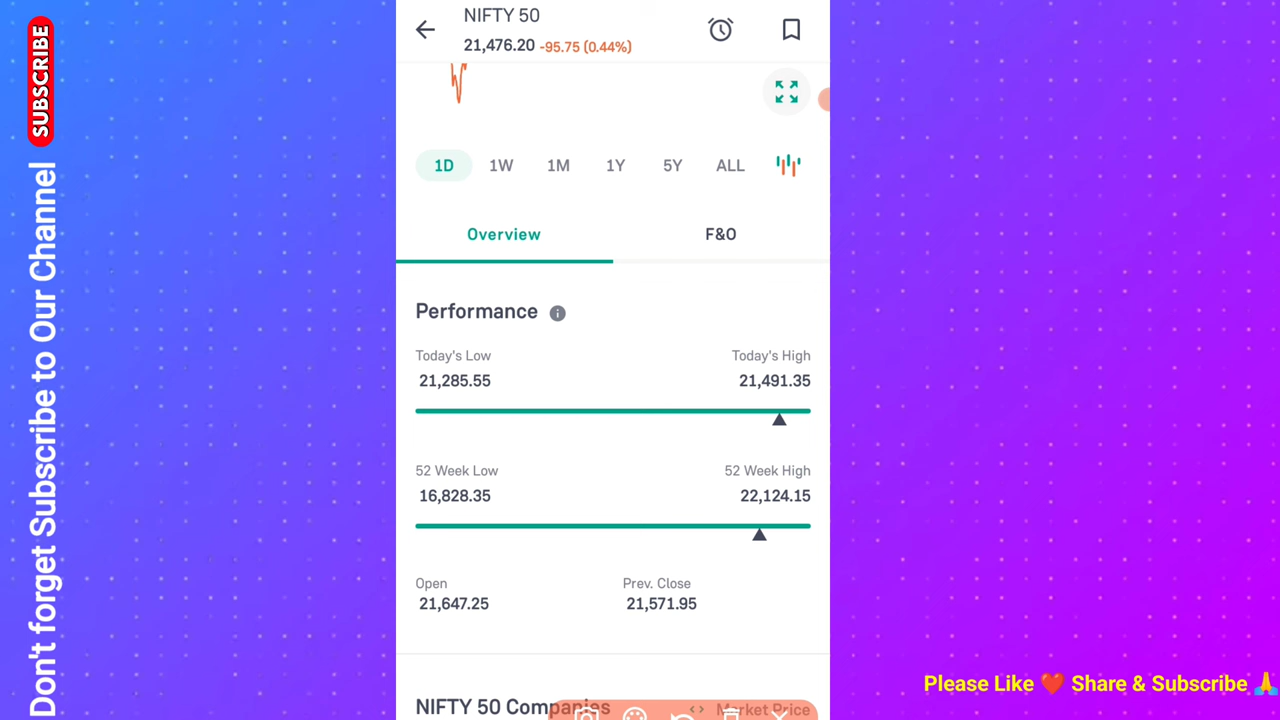 Don't forget Subscribe to Our Channel
SUBSCRIBE
NIFTY 50
21,476.20 -95.75 (0.44%)
1D 1W 1M 1Y 5Y ALL
Overview F&O
Performance
Today's Low Today's High
21,285.55 21,491.35
52 Week Low 52 Week High
16,828.35 22,124.15
Open Prev. Close
21,647.25 21,571.95
NIFTY 50 Companies <> Market Price
Please Like ❤️ Share & Subscribe 🙏